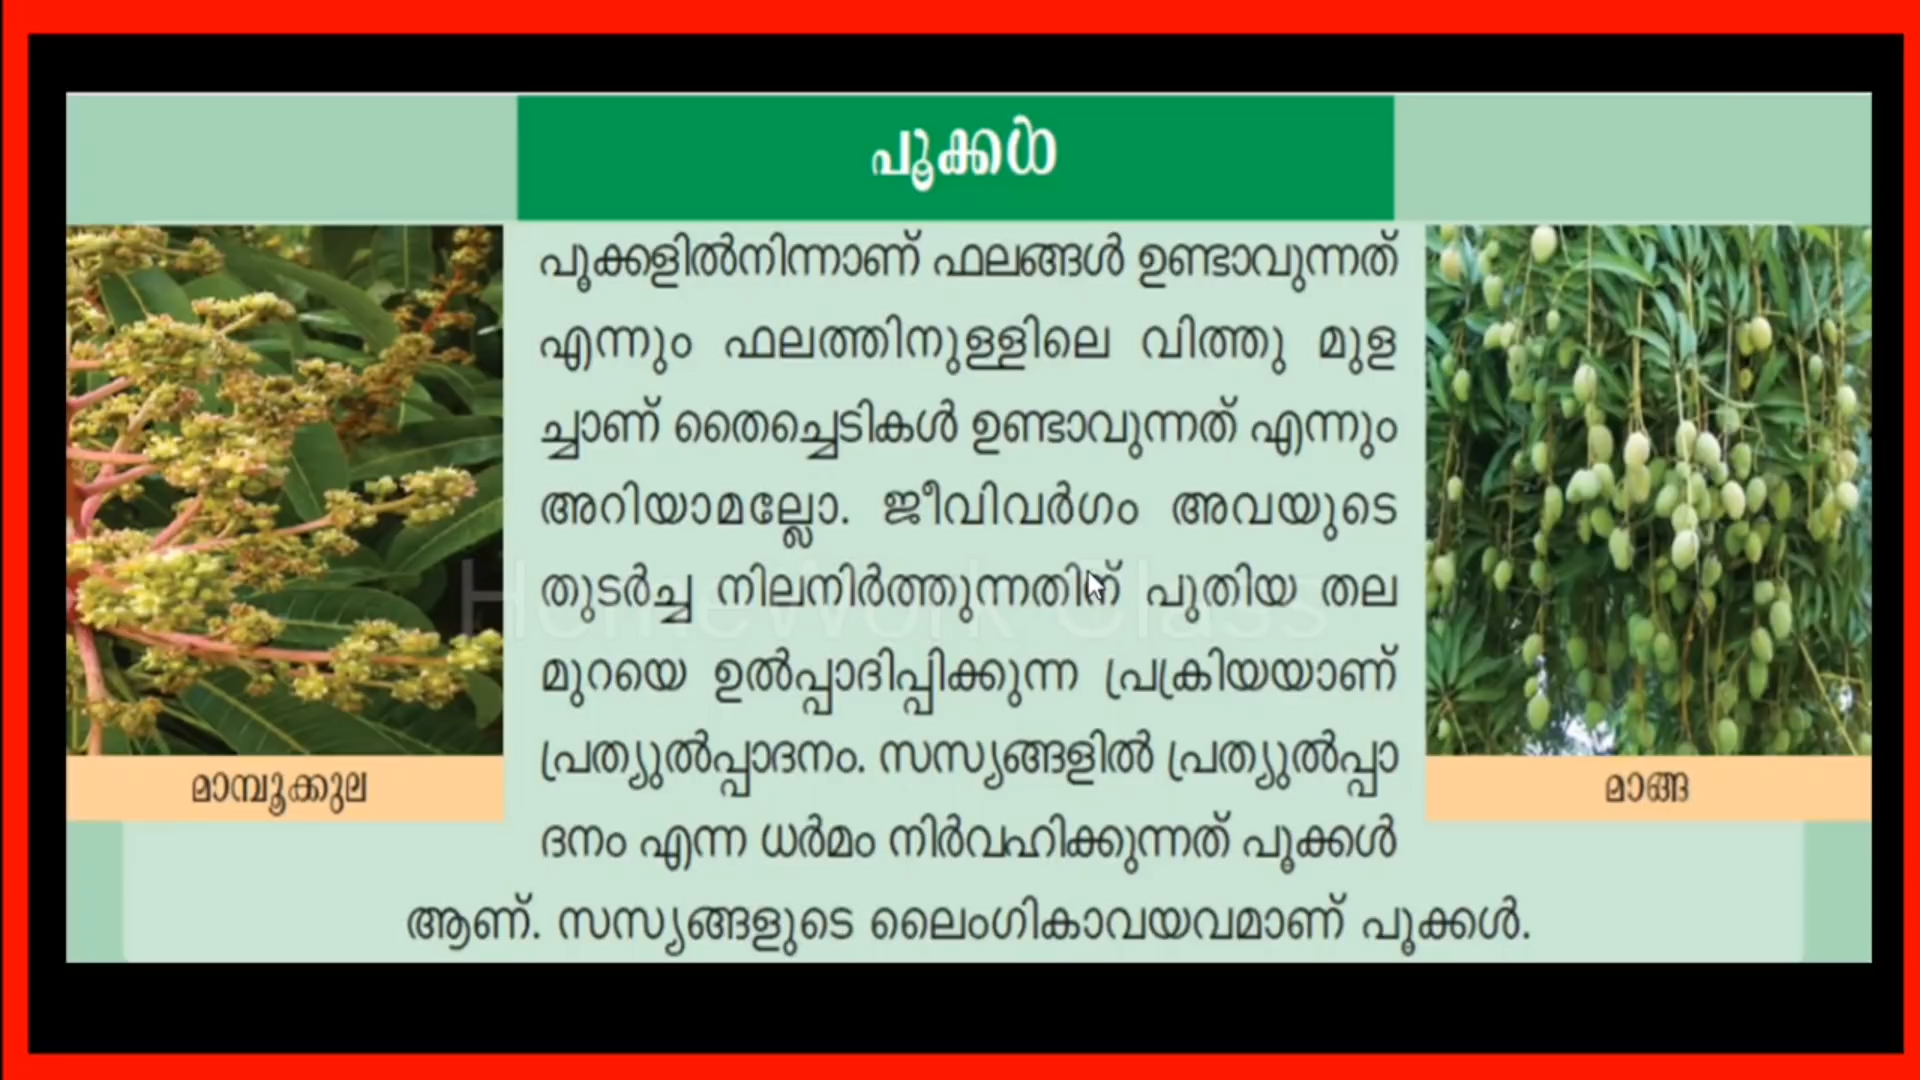 പൂക്കൾ
പൂക്കളിൽനിന്നാണ് ഫലങ്ങൾ ഉണ്ടാവുന്നത്
എന്നും ഫലത്തിനുള്ളിലെ വിത്തു മുള
ച്ചാണ് തൈച്ചെടികൾ ഉണ്ടാവുന്നത് എന്നും
അറിയാമല്ലോ. ജീവിവർഗം അവയുടെ
തുടർച്ച നിലനിർത്തുന്നതിന് പുതിയ തല
മുറയെ ഉൽപ്പാദിപ്പിക്കുന്ന പ്രക്രിയയാണ്
പ്രത്യുൽപ്പാദനം. സസ്യങ്ങളിൽ പ്രത്യുൽപ്പാ
ദനം എന്ന ധർമം നിർവഹിക്കുന്നത് പൂക്കൾ
ആണ്. സസ്യങ്ങളുടെ ലൈംഗികാവയവമാണ് പൂക്കൾ.
മാമ്പൂക്കുല
മാങ്ങ
HomeWork Class